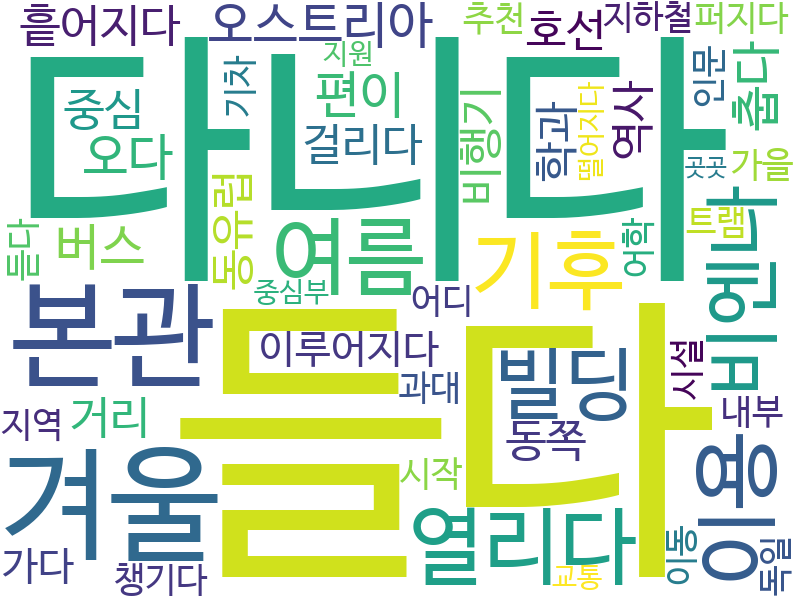 흩어지다
오스트리아
추천
호선
지하철
퍼지다
다니다
지원
기차
편이
중심
걸리다
오다
비행기
학과
떨어지다
역사
인문
춥다
곳곳
가을
듣다
버스
동유럽
여름
기후
어학
트램
비엔나
중심부
어디
본관
이루어지다
들다
빌딩
시설
과대
내부
지역
거리
동쪽
겨울
시작
열리다
이용
가다
챙기다
교통
이동
독일